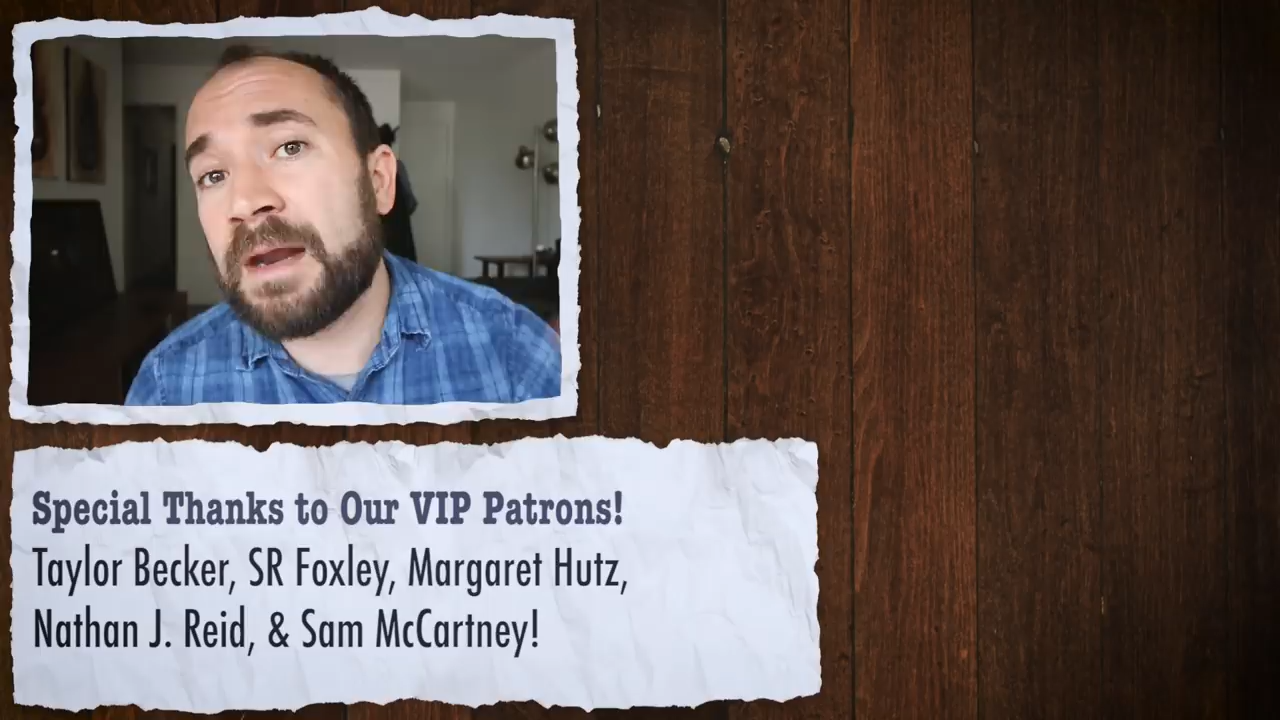 Special Thanks to Our VIP Patrons!
Taylor Becker, SR Foxley, Margaret Hutz,
Nathan J. Reid, & Sam McCartney!